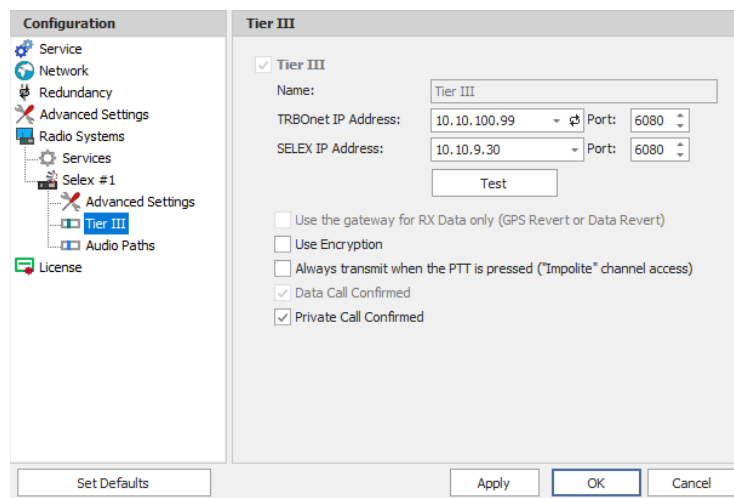 Configuration
Service
Network
Redundancy
Advanced Settings
Radio Systems
Services
Selex #1
Advanced Settings
Tier III
Audio Paths
License
Tier III
Tier III
Name: Tier III
TRBOnet IP Address: 10.10.100.99 Port: 6080
SELEX IP Address: 10.10.9.30 Port: 6080
Test
Use the gateway for RX Data only (GPS Revert or Data Revert)
Use Encryption
Always transmit when the PTT is pressed ("Impolite" channel access)
Data Call Confirmed
Private Call Confirmed
Set Defaults Apply OK Cancel